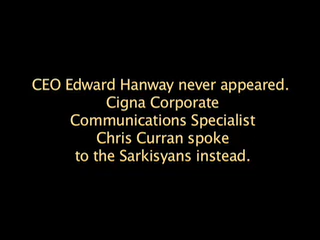 CEO Edward Hanway never appeared.
Cigna Corporate
Communications Specialist
Chris Curran spoke
to the Sarkisyans instead.